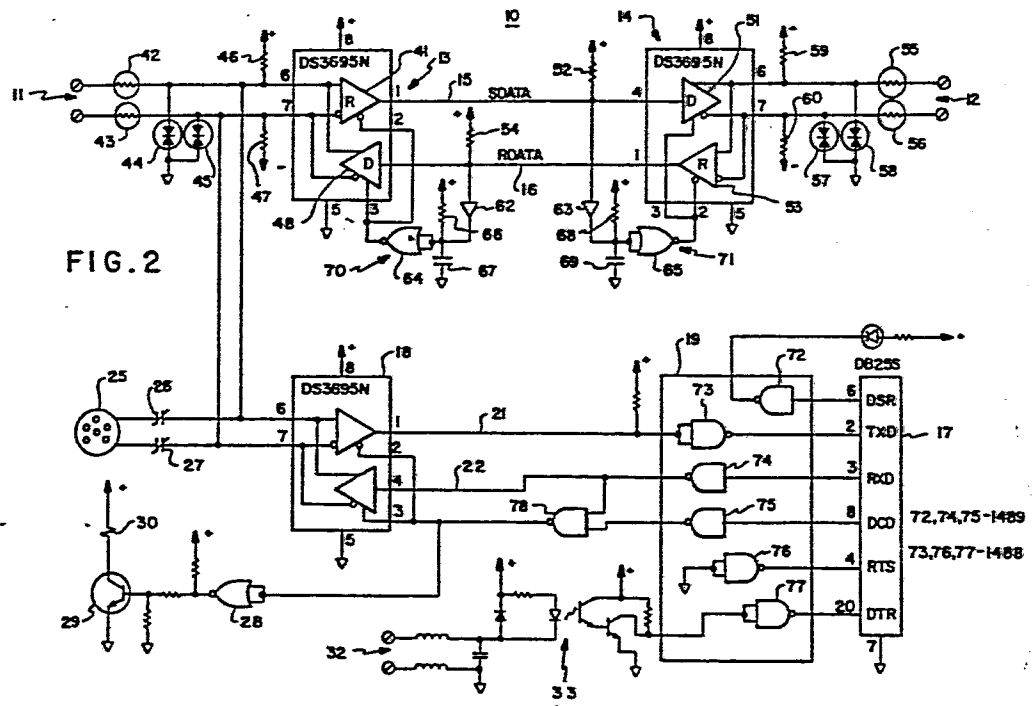 10
42 46 + + 8 41 13 14 + 8 51 - 59 55
DS3695N DS3695N
11 6 R 1 15 SDATA 52 4 D 6 12
7 2 + 54 7 60
43 44 45 47 - D RDATA 1 R - 57 58 56
48 5 3 16 3 2 5 53
+ 62 63 +
66 68
70 64 67 69 65 71
FIG.2
+ 8 18 + 19 72 +
DS3695N DB25S
25 26 6 1 21 73 6 DSR
7 2 2 TXD 17
27 22 74 3 RXD
4 78 75 8 DCD 72,74,75-1489
3 76 4 RTS 73,76,77-1488
+ 30 5 77
+ + + 20 DTR
29 28 32 33 7